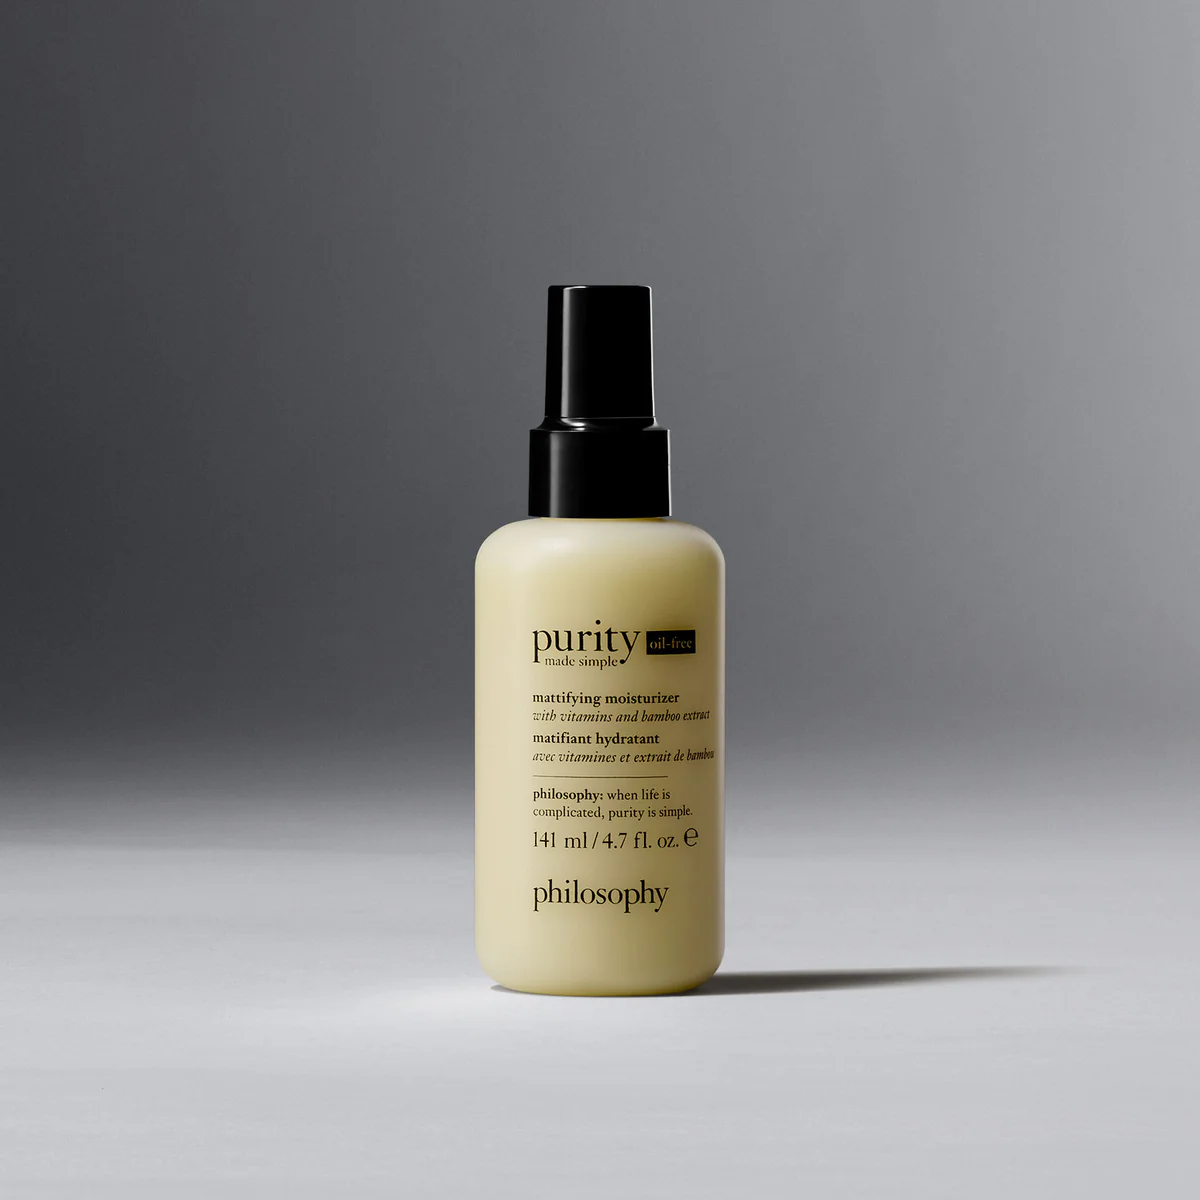 purity oil-free
made simple
mattifying moisturizer
with vitamins and bamboo extract
matifiant hydratant
avec vitamines et extrait de bambou
philosophy: when life is
complicated, purity is simple.
141 ml / 4.7 fl. oz. ℮
philosophy